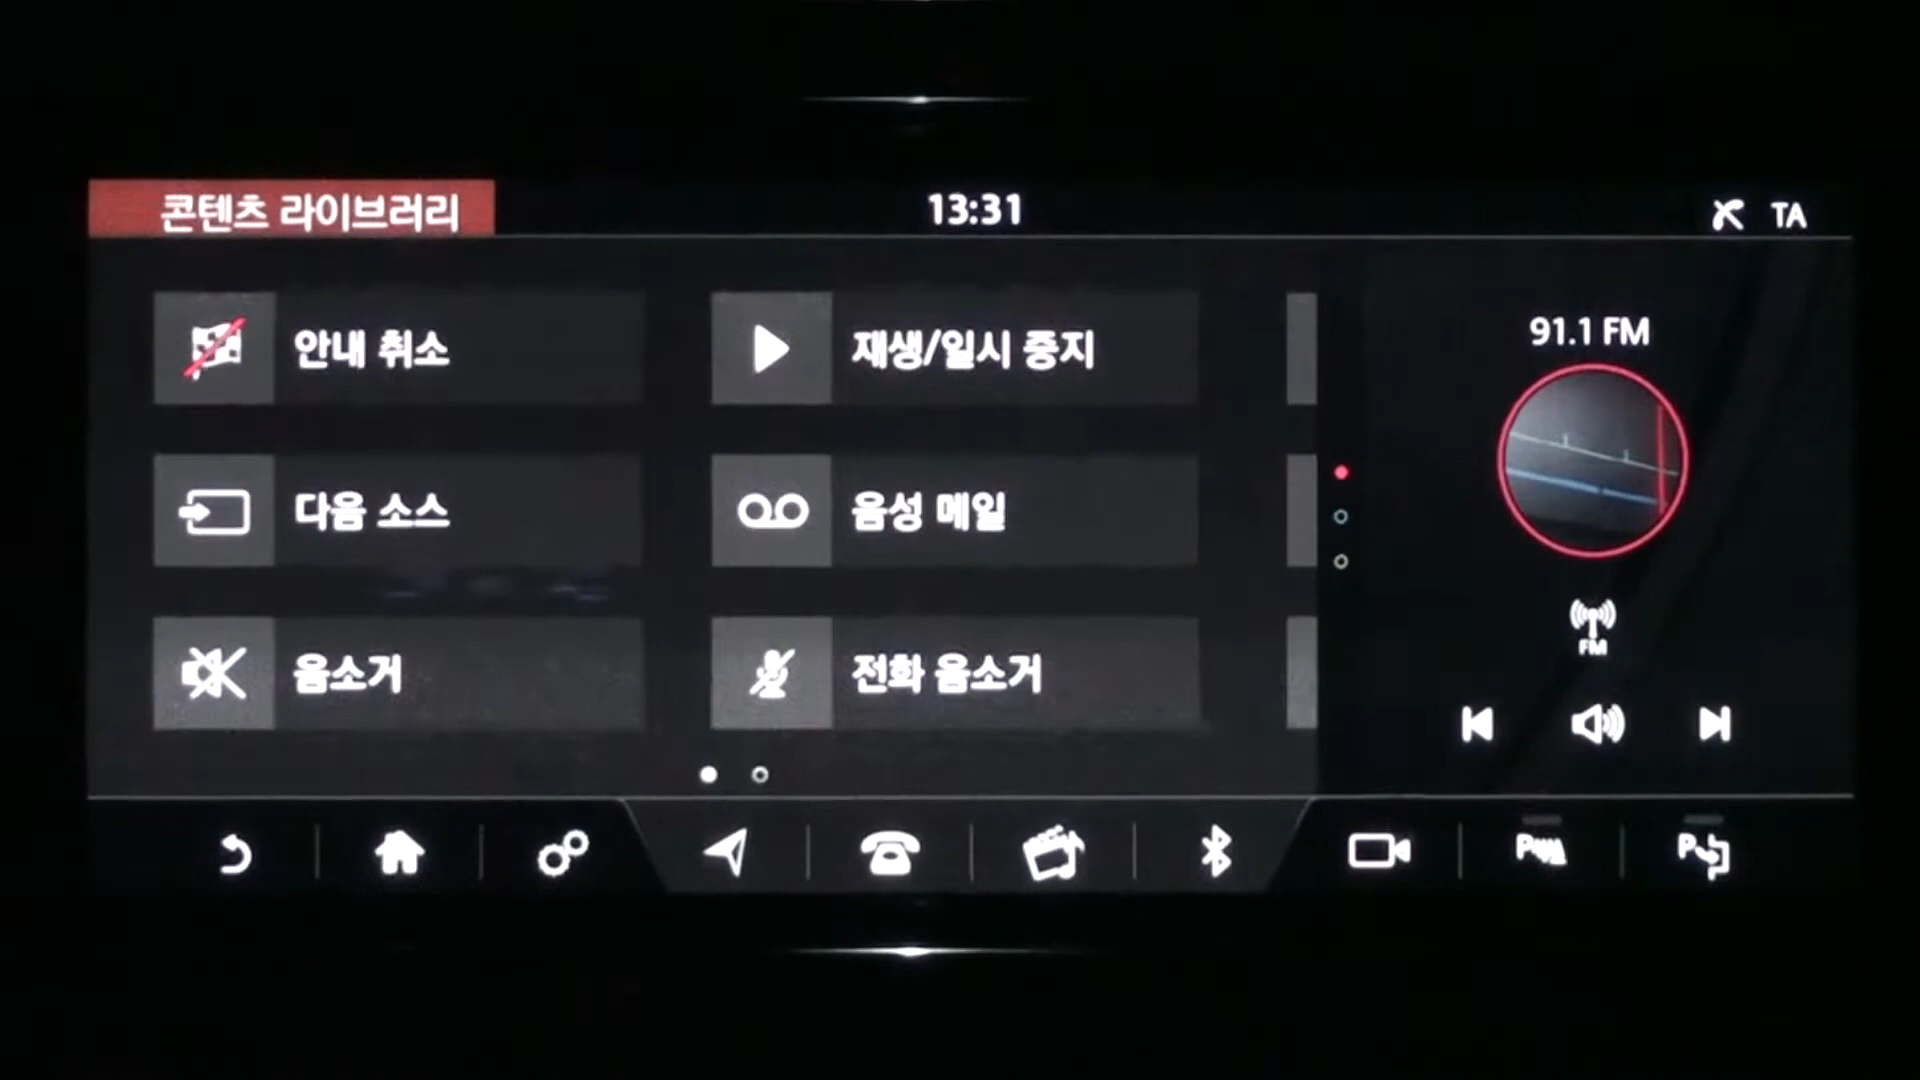 콘텐츠 라이브러리
13:31
TA
안내 취소
재생/일시 중지
91.1 FM
다음 소스
음성 메일
FM
음소거
전화 음소거
P
P